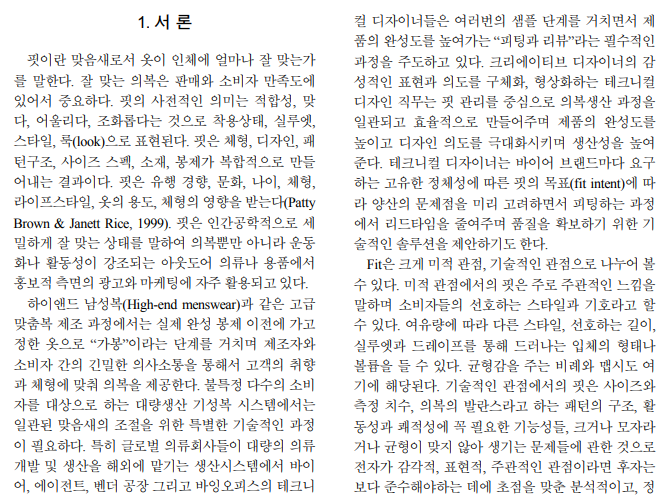 1. 서 론
핏이란 맞음새로서 옷이 인체에 얼마나 잘 맞는가
를 말한다. 잘 맞는 의복은 판매와 소비자 만족도에
있어서 중요하다. 핏의 사전적인 의미는 적합성, 맞
다, 어울리다, 조화롭다는 것으로 착용상태, 실루엣,
스타일, 룩(look)으로 표현된다. 핏은 체형, 디자인, 패
턴구조, 사이즈 스펙, 소재, 봉제가 복합적으로 만들
어내는 결과이다. 핏은 유행 경향, 문화, 나이, 체형,
라이프스타일, 옷의 용도, 체형의 영향을 받는다(Patty
Brown & Janett Rice, 1999). 핏은 인간공학적으로 세
밀하게 잘 맞는 상태를 말하여 의복뿐만 아니라 운동
화나 활동성이 강조되는 아웃도어 의류나 용품에서
홍보적 측면의 광고와 마케팅에 자주 활용되고 있다.
하이앤드 남성복(High-end menswear)과 같은 고급
맞춤복 제조 과정에서는 실제 완성 봉제 이전에 가고
정한 옷으로 “가봉”이라는 단계를 거치며 제조자와
소비자 간의 긴밀한 의사소통을 통해서 고객의 취향
과 체형에 맞춰 의복을 제공한다. 불특정 다수의 소비
자를 대상으로 하는 대량생산 기성복 시스템에서는
일관된 맞음새의 조절을 위한 특별한 기술적인 과정
이 필요하다. 특히 글로벌 의류회사들이 대량의 의류
개발 및 생산을 해외에 맡기는 생산시스템에서 바이
어, 에이전트, 벤더 공장 그리고 바잉오피스의 테크니
컬 디자이너들은 여러번의 샘플 단계를 거치면서 제
품의 완성도를 높여가는 “피팅과 리뷰”라는 필수적인
과정을 주도하고 있다. 크리에이티브 디자이너의 감
성적인 표현과 의도를 구체화, 형상화하는 테크니컬
디자인 직무는 핏 관리를 중심으로 의복생산 과정을
일관되고 효율적으로 만들어주며 제품의 완성도를
높이고 디자인 의도를 극대화시키며 생산성을 높여
준다. 테크니컬 디자이너는 바이어 브랜드마다 요구
하는 고유한 정체성에 따른 핏의 목표(fit intent)에 따
라 양산의 문제점을 미리 고려하면서 피팅하는 과정
에서 리드타임을 줄여주며 품질을 확보하기 위한 기
술적인 솔루션을 제안하기도 한다.
Fit은 크게 미적 관점, 기술적인 관점으로 나누어 볼
수 있다. 미적 관점에서의 핏은 주로 주관적인 느낌을
말하며 소비자들의 선호하는 스타일과 기호라고 할
수 있다. 여유량에 따라 다른 스타일, 선호하는 길이,
실루엣과 드레이프를 통해 드러나는 입체의 형태나
볼륨을 들 수 있다. 균형감을 주는 비례와 맵시도 여
기에 해당된다. 기술적인 관점에서의 핏은 사이즈와
측정 치수, 의복의 발란스라고 하는 패턴의 구조, 활
동성과 쾌적성에 꼭 필요한 기능성들, 크거나 모자라
거나 균형이 맞지 않아 생기는 문제들에 관한 것으로
전자가 감각적, 표현적, 주관적인 관점이라면 후자는
보다 준수해야하는 데에 초점을 맞춘 분석적이고, 정